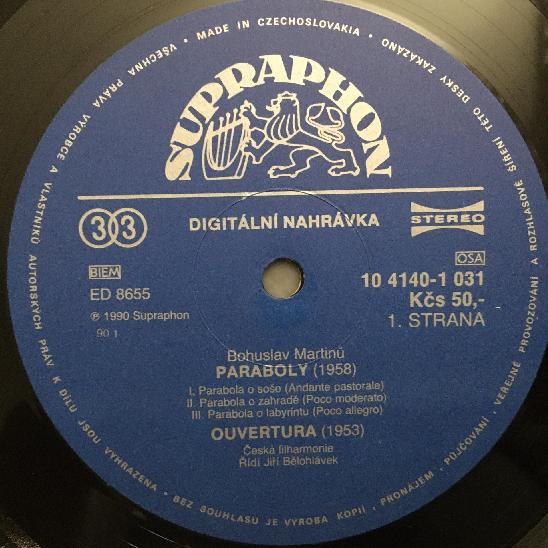 VŠECHNA PRÁVA VÝROBCE A VLASTNÍKŮ AUTORSKÝCH PRÁV K DÍLU JSOU VYHRAZENA • BEZ SOUHLASU JE VÝROBA KOPIÍ, PRONÁJEM, PŮJČOVÁNÍ, VEŘEJNÉ PROVOZOVÁNÍ A ROZHLASOVÉ ŠÍŘENÍ TÉTO DESKY ZAKÁZÁNO • MADE IN CZECHOSLOVAKIA •
SUPRAPHON
33
DIGITÁLNÍ NAHRÁVKA
STEREO
BIEM
OSA
ED 8655
10 4140-1 031
Kčs 50,-
℗ 1990 Supraphon
1. STRANA
90 1
Bohuslav Martinů
PARABOLY (1958)
I. Parabola o soše (Andante pastorale)
II. Parabola o zahradě (Poco moderato)
III. Parabola o labyrintu (Poco allegro)
OUVERTURA (1953)
Česká filharmonie
Řídí Jiří Bělohlávek